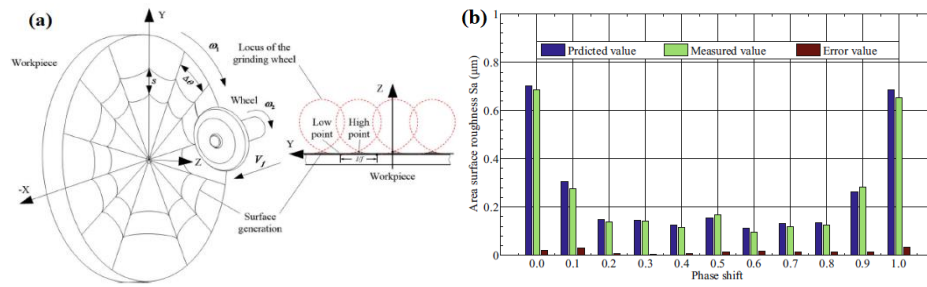 (a)
Y
ω₁
Workpiece
Locus of the
grinding wheel
Δθ
s
Wheel
ω₂
Z
Vf
-X
Surface
generation
Z
Low
point
High
point
Y
Workpiece
(b)
Area surface roughness Sa (μm)
1
0.8
0.6
0.4
0.2
0
Prdicted value Measured value Error value
0.0 0.1 0.2 0.3 0.4 0.5 0.6 0.7 0.8 0.9 1.0
Phase shift